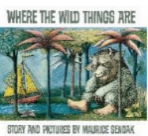 WHERE THE WILD THINGS ARE
STORY AND PICTURES BY MAURICE SENDAK